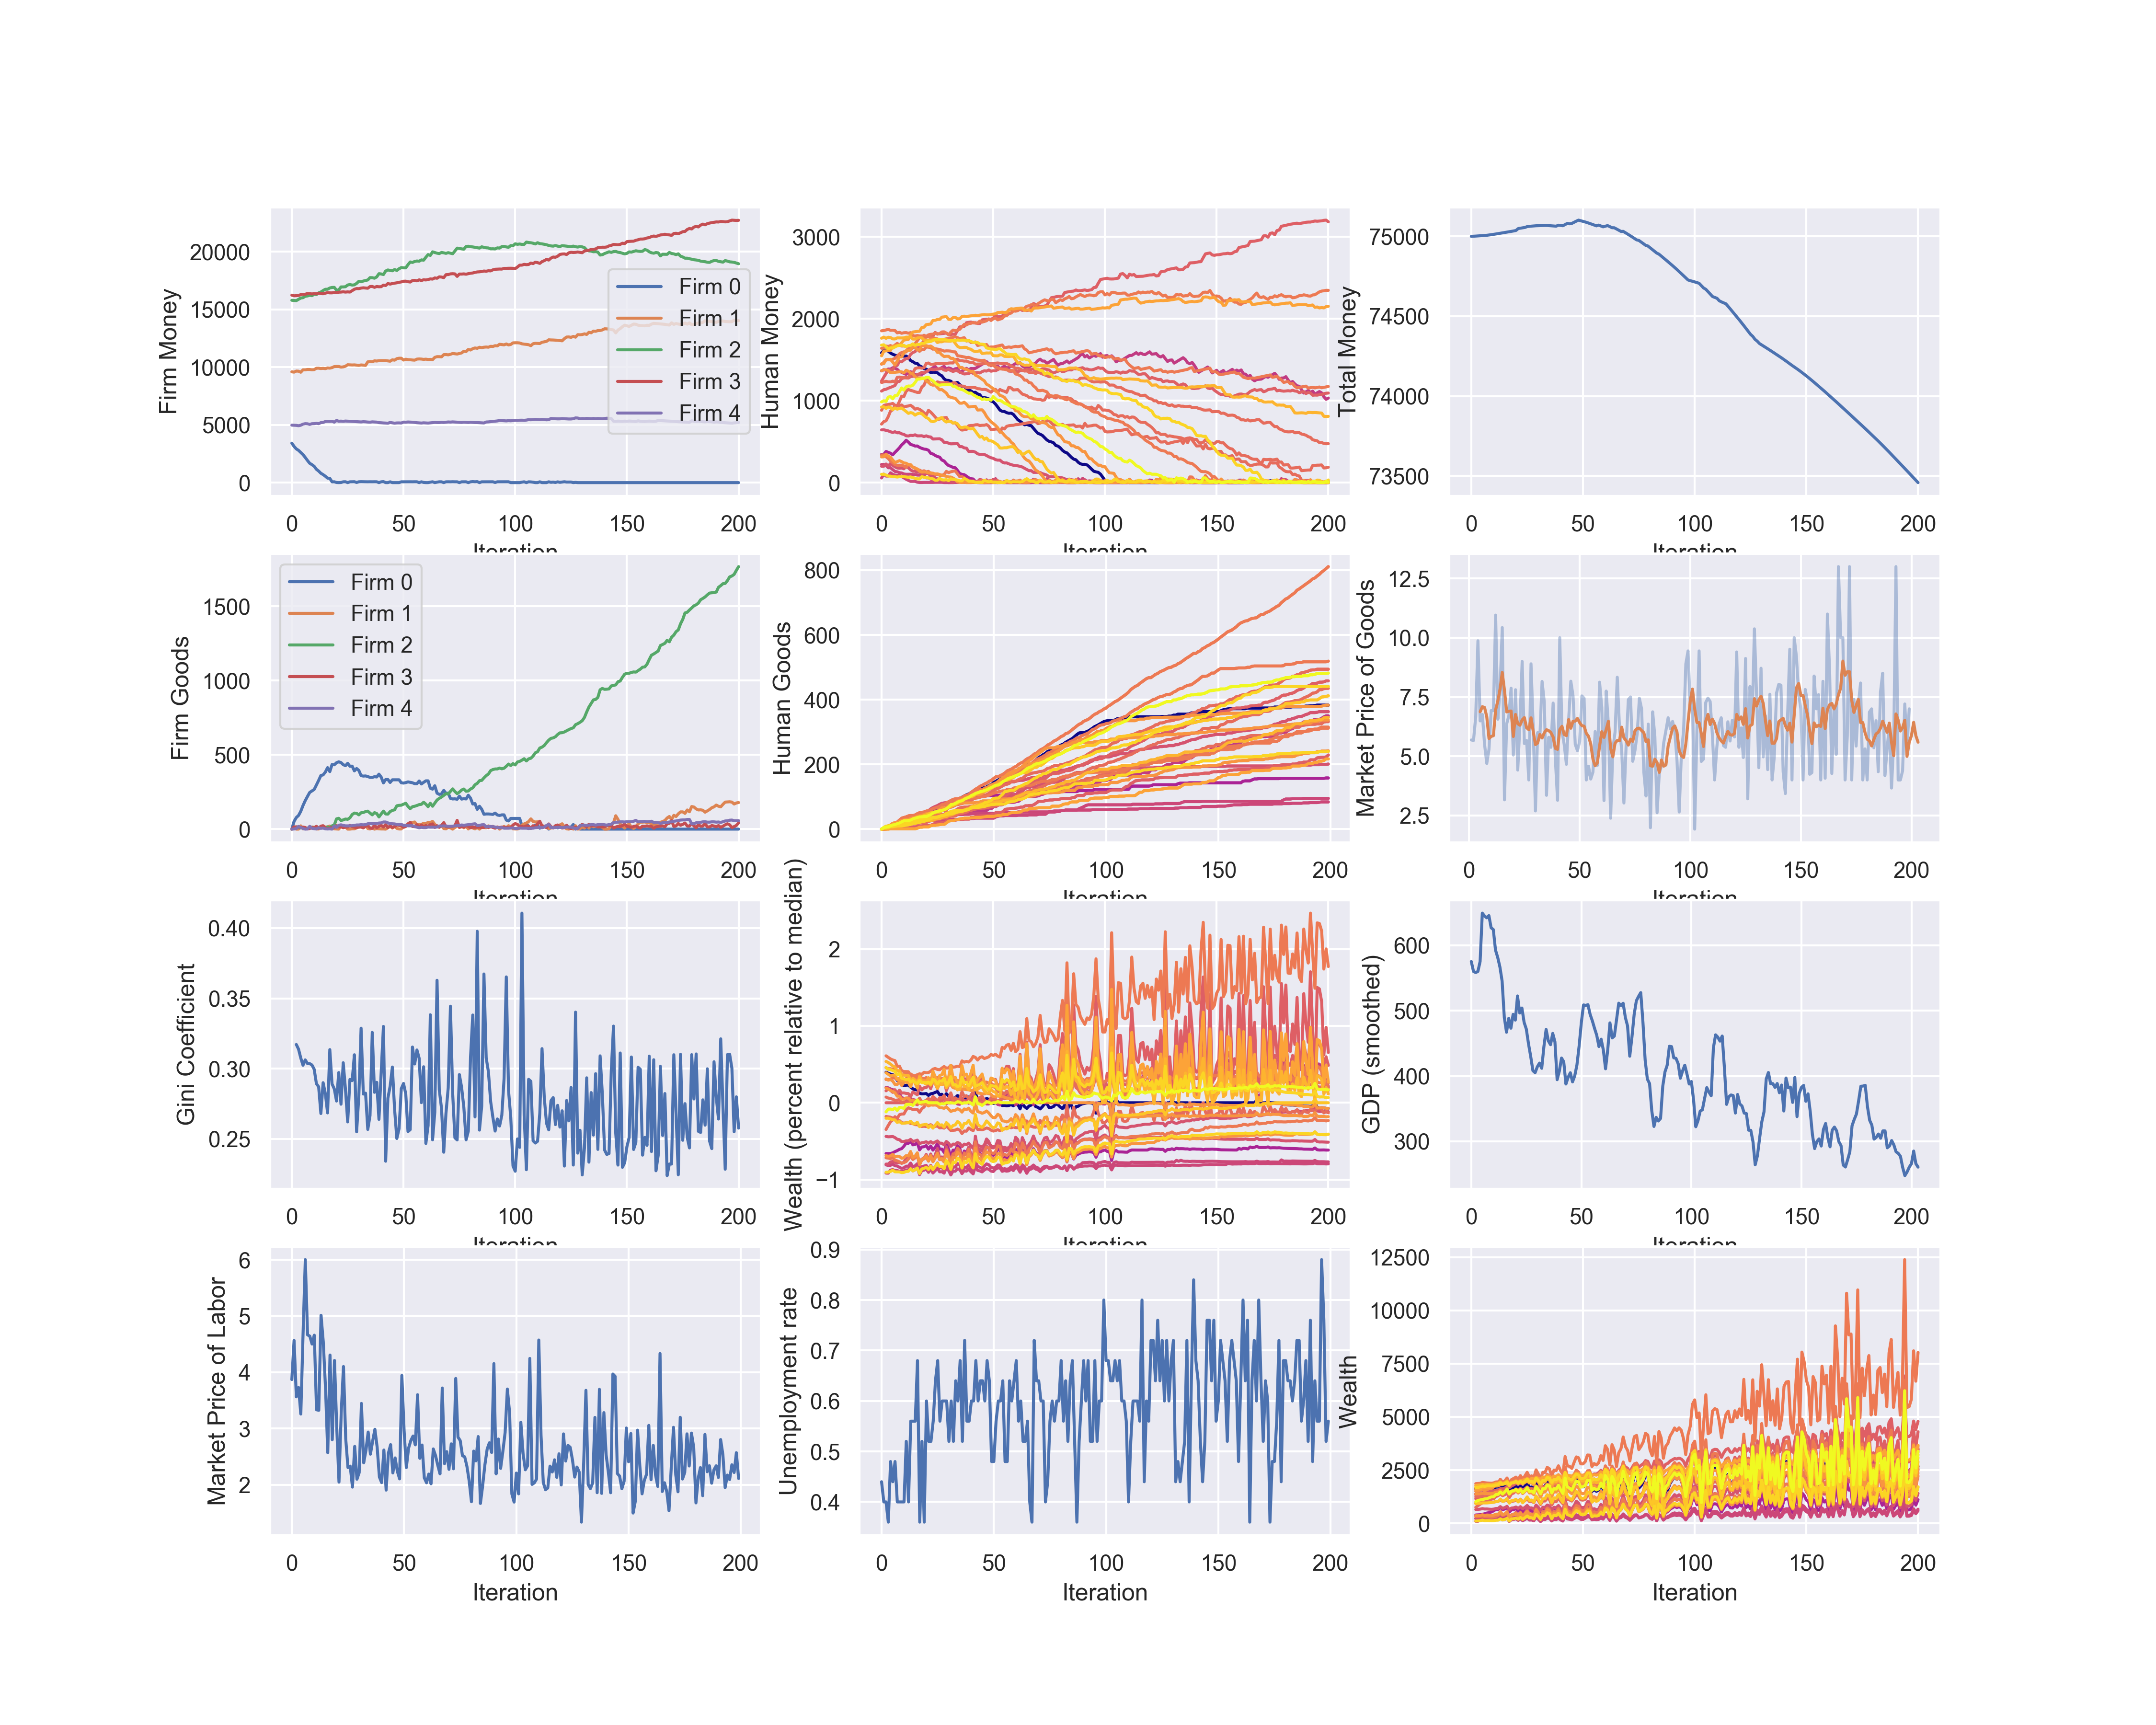 Firm Money
20000
15000
10000
5000
0
Firm 0
Firm 1
Firm 2
Firm 3
Firm 4
0 50 100 150 200
Iteration
Human Money
3000
2000
1000
0
0 50 100 150 200
Iteration
Total Money
75000
74500
74000
73500
0 50 100 150 200
Iteration
Firm Goods
1500
1000
500
0
Firm 0
Firm 1
Firm 2
Firm 3
Firm 4
0 50 100 150 200
Iteration
Human Goods
800
600
400
200
0
0 50 100 150 200
Iteration
Market Price of Goods
12.5
10.0
7.5
5.0
2.5
0 50 100 150 200
Iteration
Gini Coefficient
0.40
0.35
0.30
0.25
0 50 100 150 200
Iteration
Wealth (percent relative to median)
2
1
0
−1
0 50 100 150 200
Iteration
GDP (smoothed)
600
500
400
300
0 50 100 150 200
Iteration
Market Price of Labor
6
5
4
3
2
0 50 100 150 200
Iteration
Unemployment rate
0.9
0.8
0.7
0.6
0.5
0.4
0 50 100 150 200
Iteration
Wealth
12500
10000
7500
5000
2500
0
0 50 100 150 200
Iteration